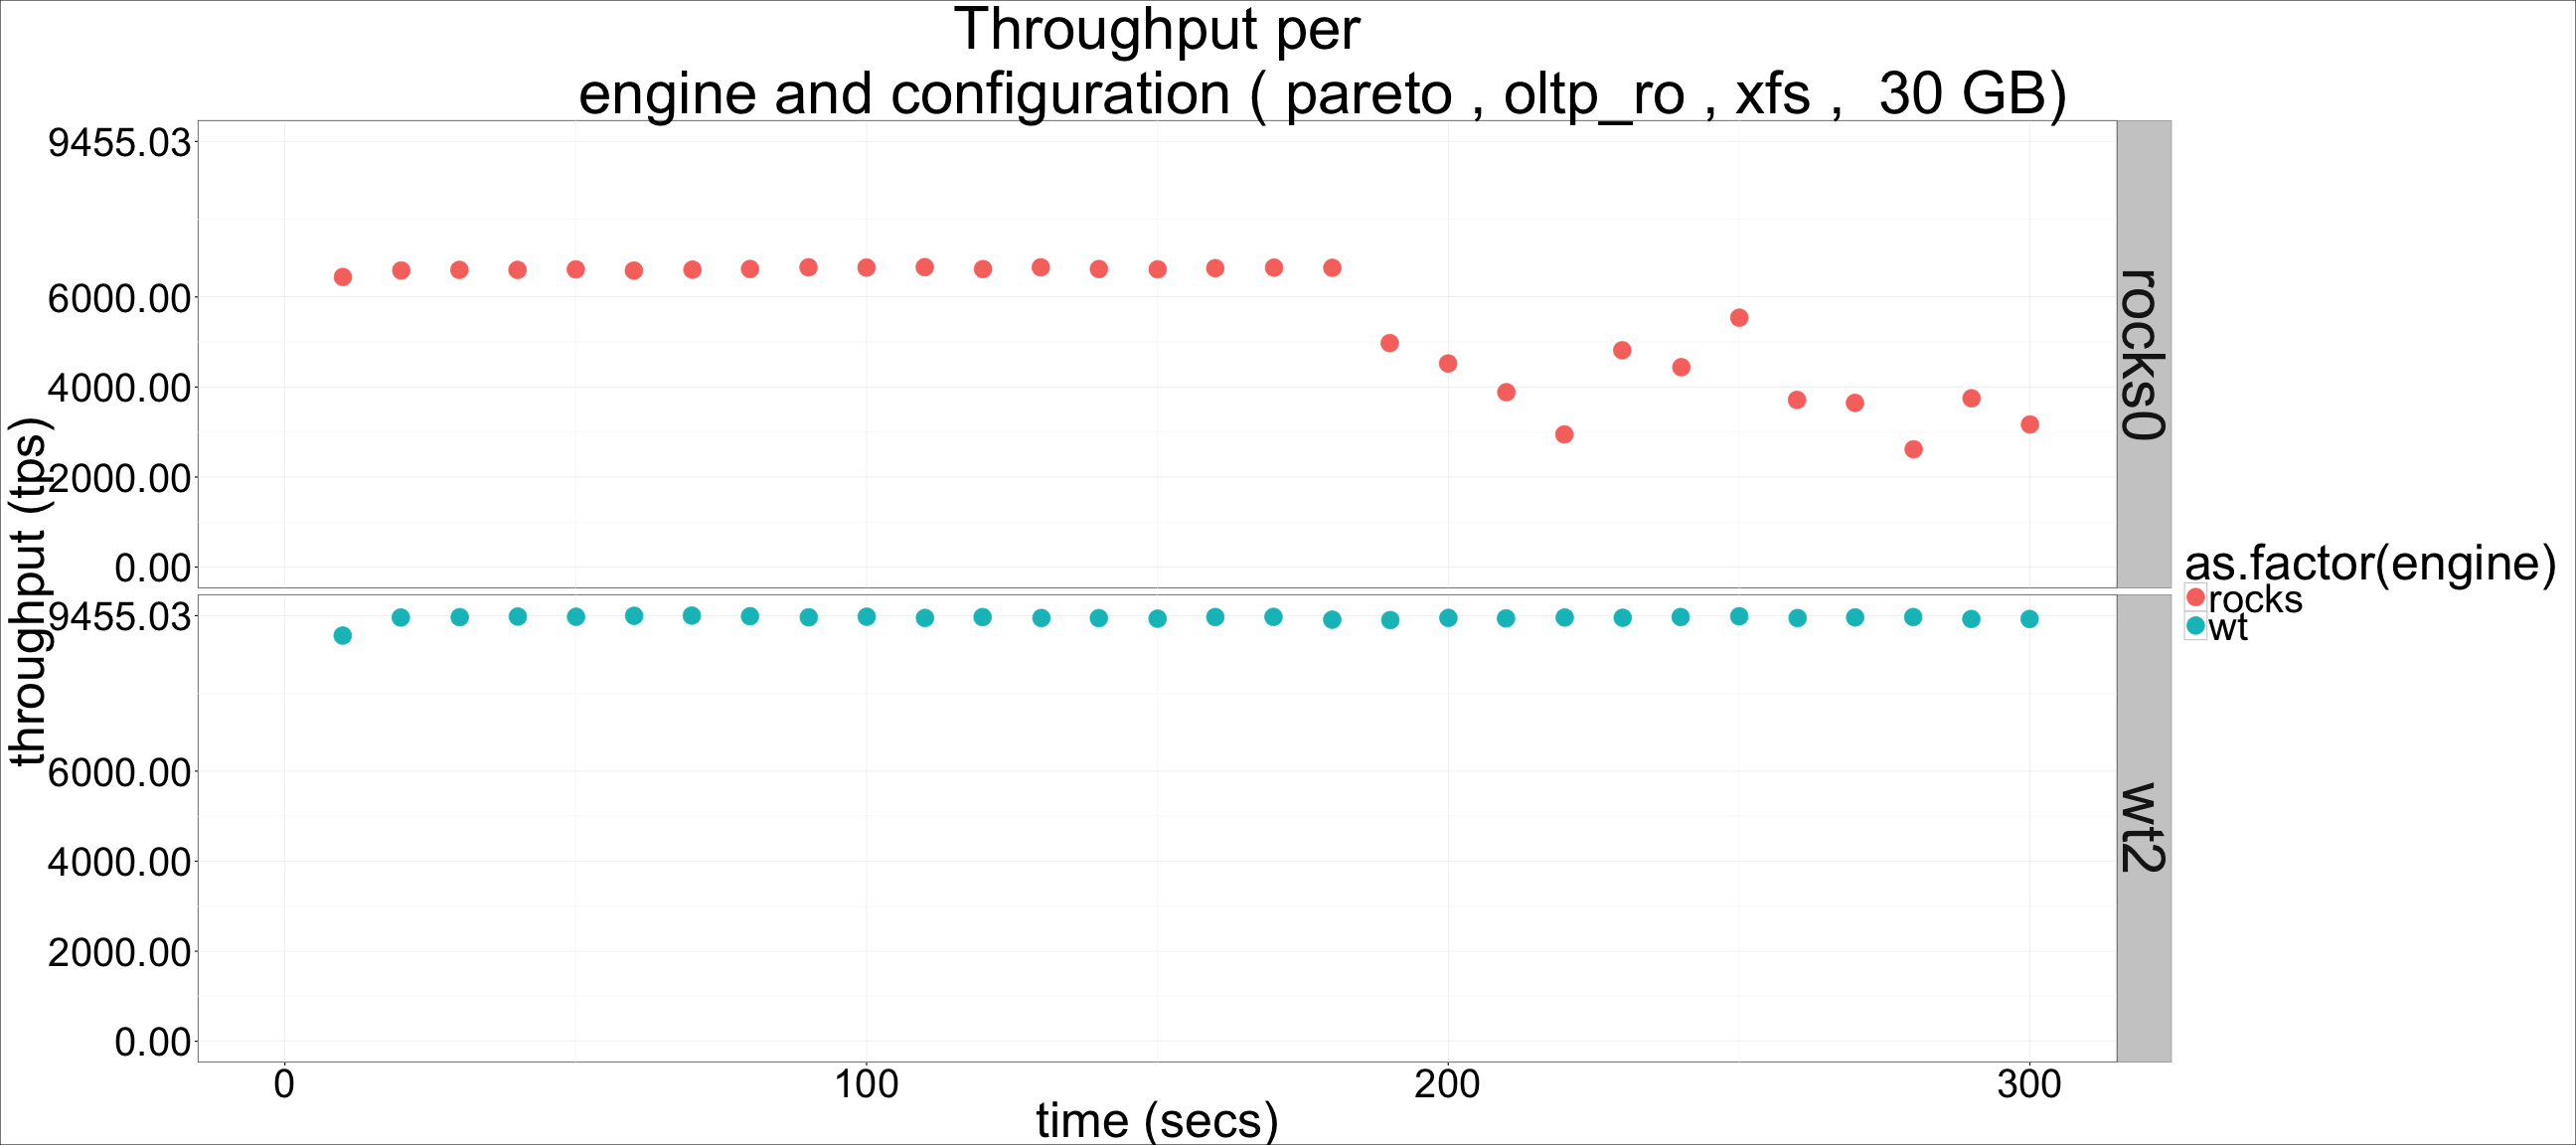 Throughput per
engine and configuration ( pareto , oltp_ro , xfs ,  30 GB)
throughput (tps)
9455.03
6000.00
4000.00
2000.00
0.00
rocks0
9455.03
6000.00
4000.00
2000.00
0.00
wt2
0 100 200 300
time (secs)
as.factor(engine)
rocks
wt